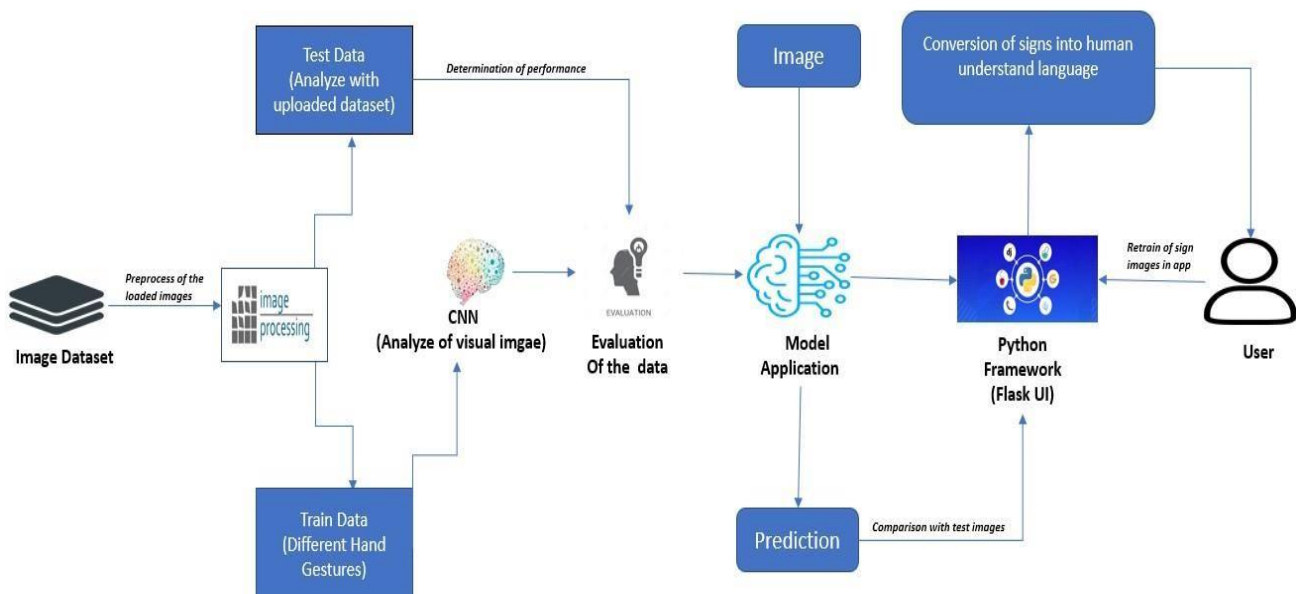 Test Data
(Analyze with
uploaded dataset)
Determination of performance
Image
Conversion of signs into human
understand language
Preprocess of the
loaded images
image
processing
Image Dataset
CNN
(Analyze of visual imgae)
EVALUATION
Evaluation
Of the data
Model
Application
Python
Framework
(Flask UI)
Retrain of sign
images in app
User
Train Data
(Different Hand
Gestures)
Prediction
Comparison with test images